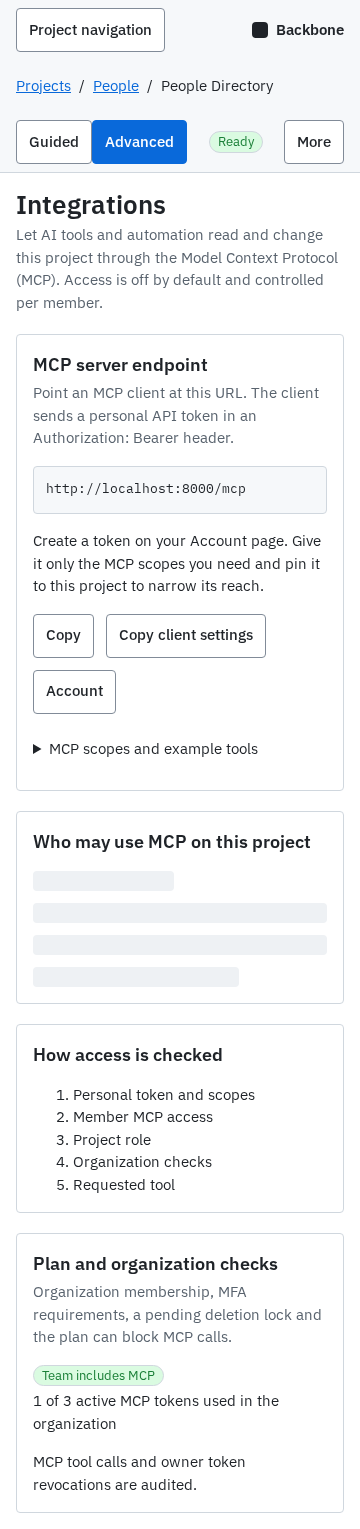 Project navigation
Backbone
Projects / People / People Directory
Guided
Advanced
Ready
More
Integrations
Let AI tools and automation read and change
this project through the Model Context Protocol
(MCP). Access is off by default and controlled
per member.
MCP server endpoint
Point an MCP client at this URL. The client
sends a personal API token in an
Authorization: Bearer header.
http://localhost:8000/mcp
Create a token on your Account page. Give
it only the MCP scopes you need and pin it
to this project to narrow its reach.
Copy
Copy client settings
Account
MCP scopes and example tools
Who may use MCP on this project
How access is checked
1. Personal token and scopes
2. Member MCP access
3. Project role
4. Organization checks
5. Requested tool
Plan and organization checks
Organization membership, MFA
requirements, a pending deletion lock and
the plan can block MCP calls.
Team includes MCP
1 of 3 active MCP tokens used in the
organization
MCP tool calls and owner token
revocations are audited.